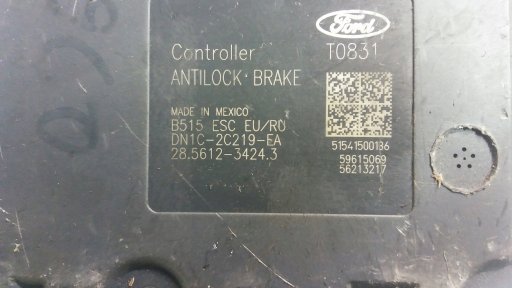 Ford
Controller T0831
ANTILOCK BRAKE
MADE IN MEXICO
B515 ESC EU/RU
DN1C-2C219-EA
28.5612-3424.3
51541500136
59615069
56213217